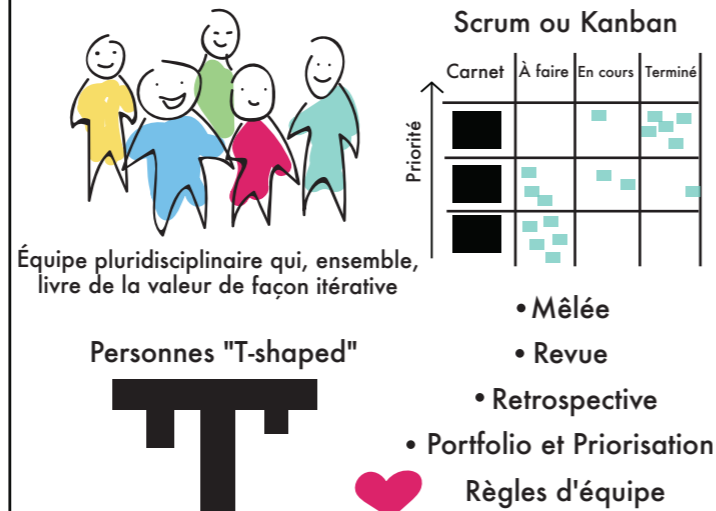 Scrum ou Kanban
Carnet
À faire
En cours
Terminé
Priorité
Équipe pluridisciplinaire qui, ensemble,
livre de la valeur de façon itérative
Personnes "T-shaped"
• Mêlée
• Revue
• Retrospective
• Portfolio et Priorisation
Règles d'équipe